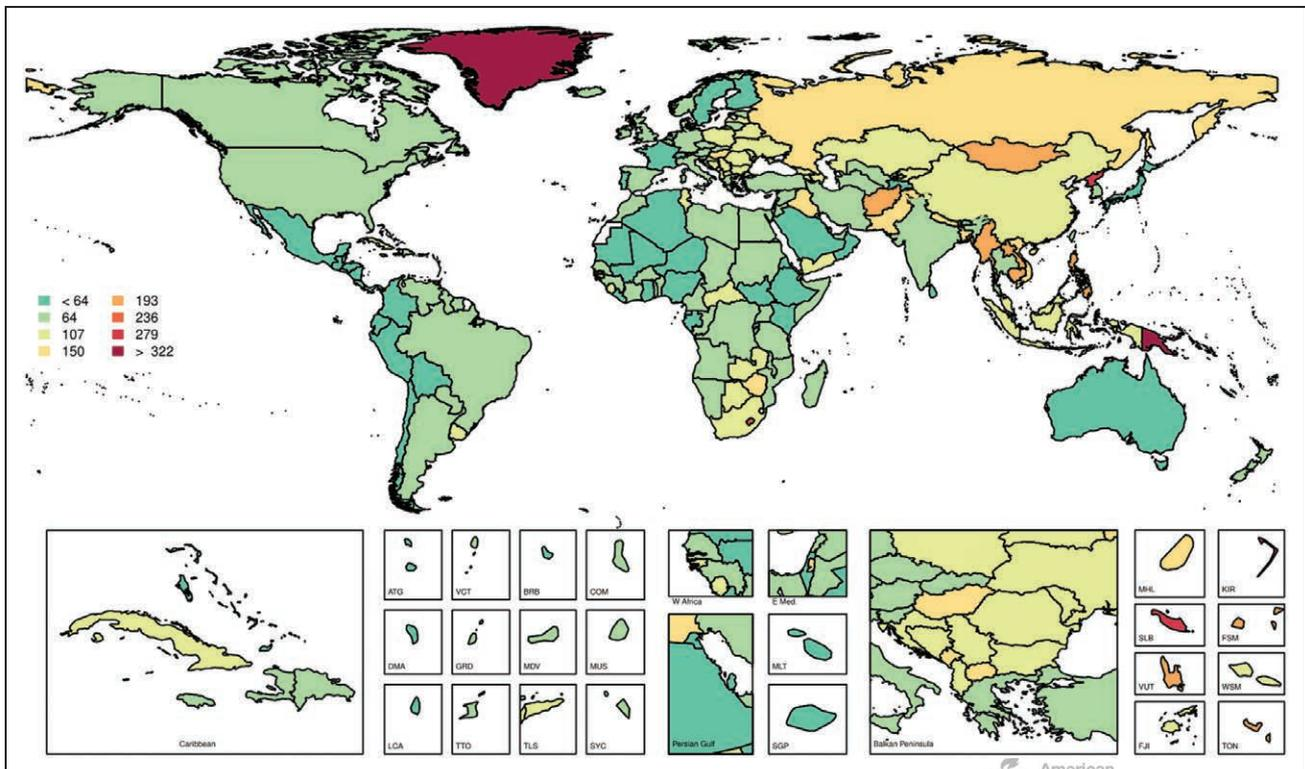 < 64 193
64 236
107 279
150 > 322
ATG VCT BRB COM
W Africa E Med.
MHL KIR
DMA GRD MDV MUS
MLT
SLB FSM
VUT WSM
Caribbean
LCA TTO TLS SYC
Persian Gulf
SGP
Balkan Peninsula
FJI TON
American